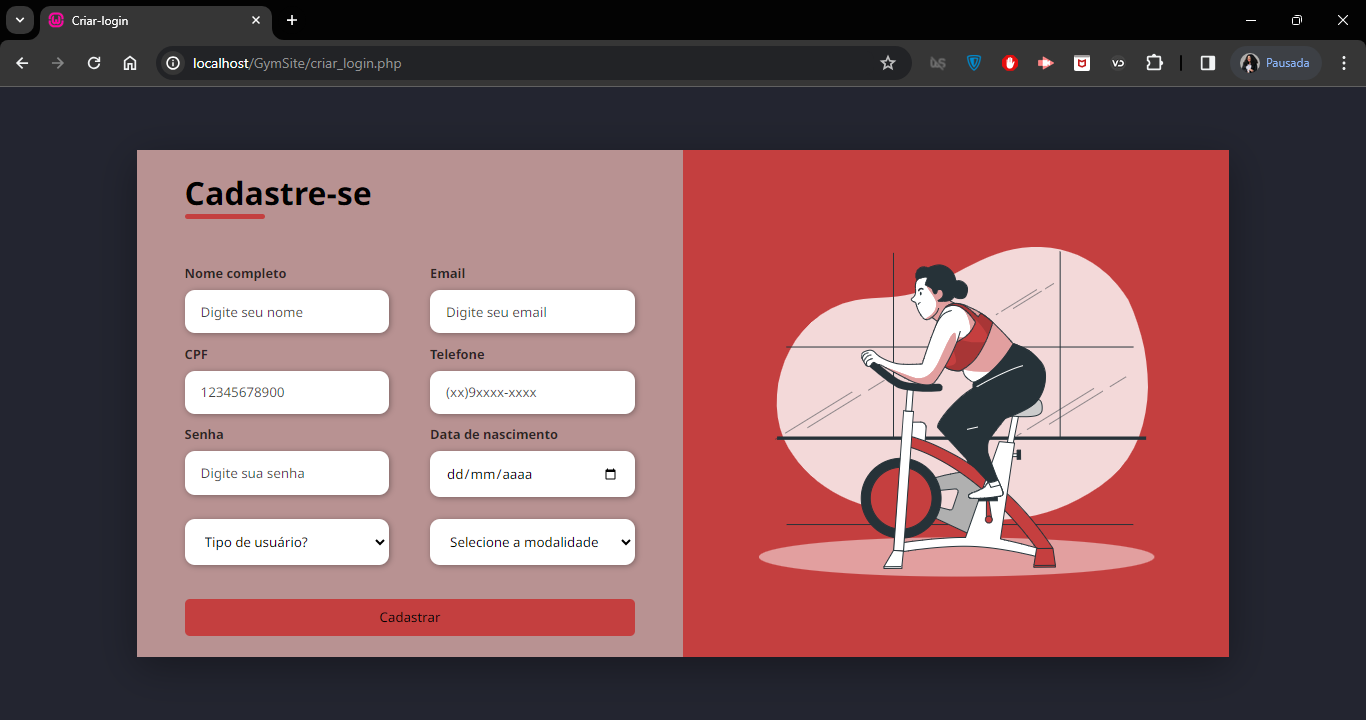 Criar-login
localhost/GymSite/criar_login.php
Pausada
Cadastre-se
Nome completo
Email
Digite seu nome
Digite seu email
CPF
Telefone
12345678900
(xx)9xxxx-xxxx
Senha
Data de nascimento
Digite sua senha
dd/mm/aaaa
Tipo de usuário?
Selecione a modalidade
Cadastrar